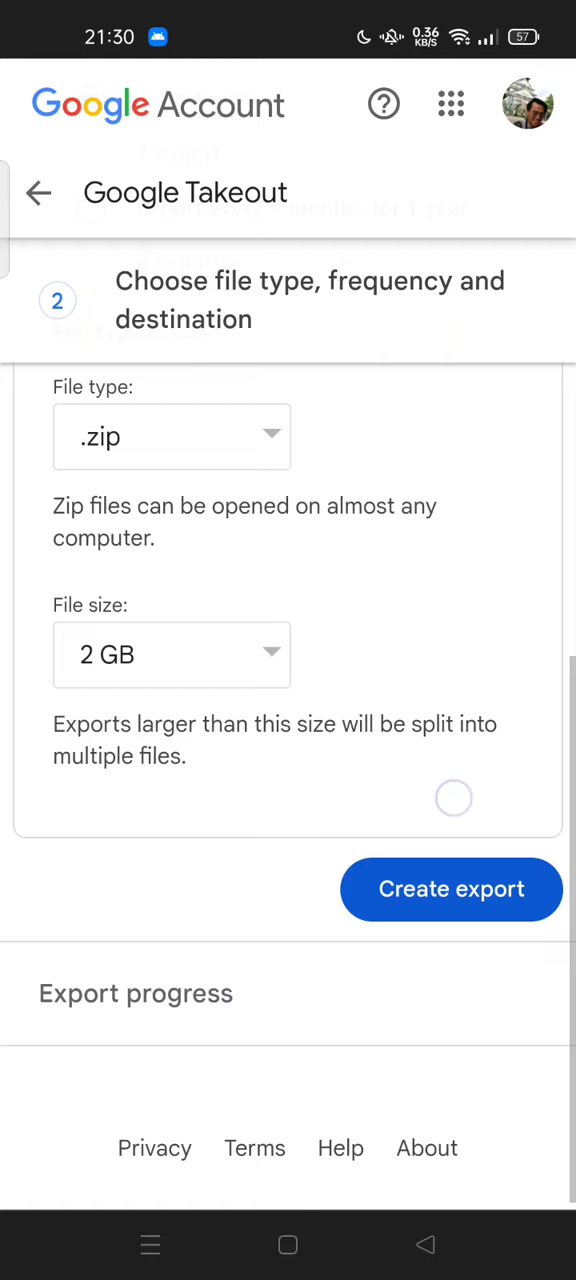 21:30 0.36 KB/S 57
Google Account
Google Takeout
2 Choose file type, frequency and
destination
File type:
.zip
Zip files can be opened on almost any
computer.
File size:
2 GB
Exports larger than this size will be split into
multiple files.
Create export
Export progress
Privacy Terms Help About